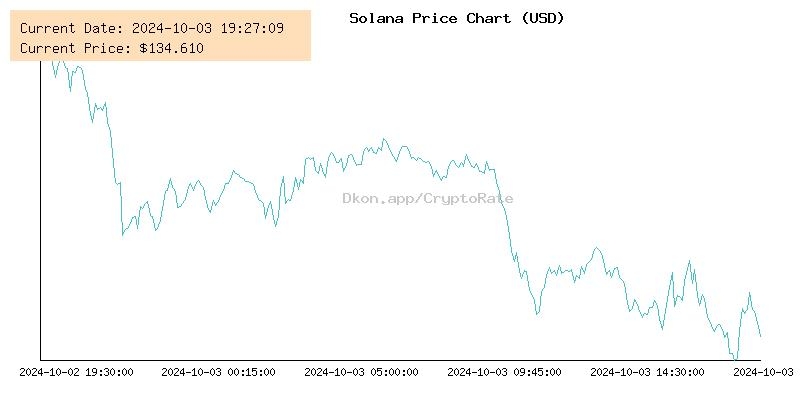 Solana Price Chart (USD)
Current Date: 2024-10-03 19:27:09
Current Price: $134.610
Dkon.app/CryptoRate
2024-10-02 19:30:00 2024-10-03 00:15:00 2024-10-03 05:00:00 2024-10-03 09:45:00 2024-10-03 14:30:00 2024-10-03